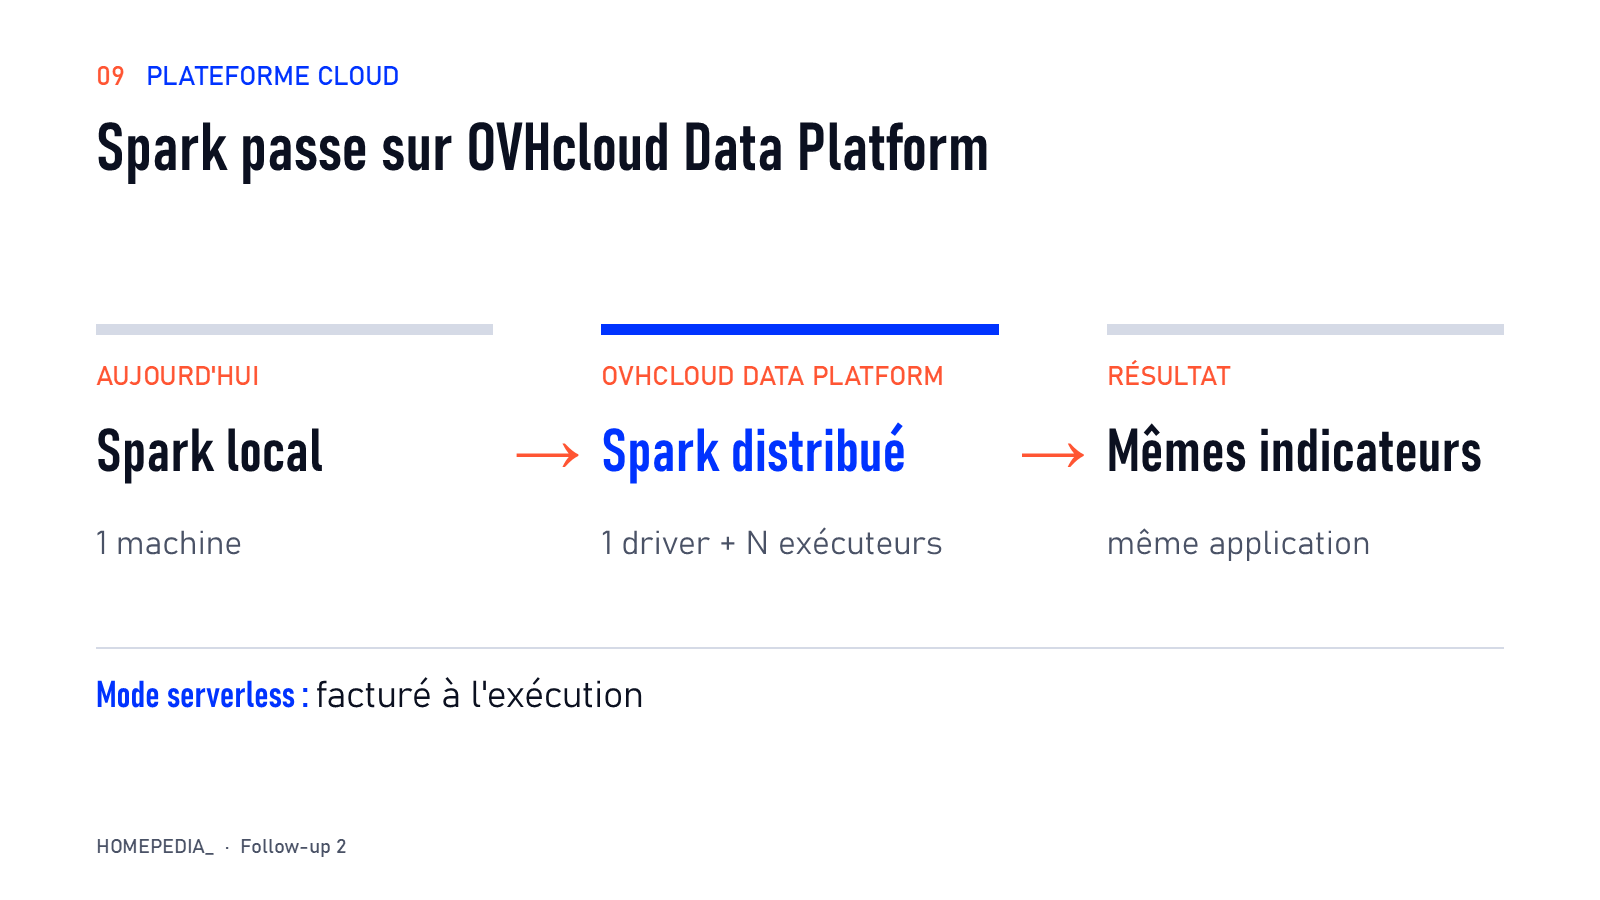 09 PLATEFORME CLOUD
Spark passe sur OVHcloud Data Platform
AUJOURD'HUI
Spark local
1 machine
→
OVHCLOUD DATA PLATFORM
Spark distribué
1 driver + N exécuteurs
→
RÉSULTAT
Mêmes indicateurs
même application
Mode serverless : facturé à l'exécution
HOMEPEDIA_ · Follow-up 2